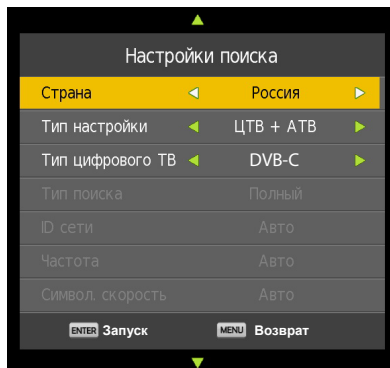 Настройки поиска
Страна Россия
Тип настройки ЦТВ + АТВ
Тип цифрового ТВ DVB-C
Тип поиска Полный
ID сети Авто
Частота Авто
Символ. скорость Авто
ENTER Запуск MENU Возврат